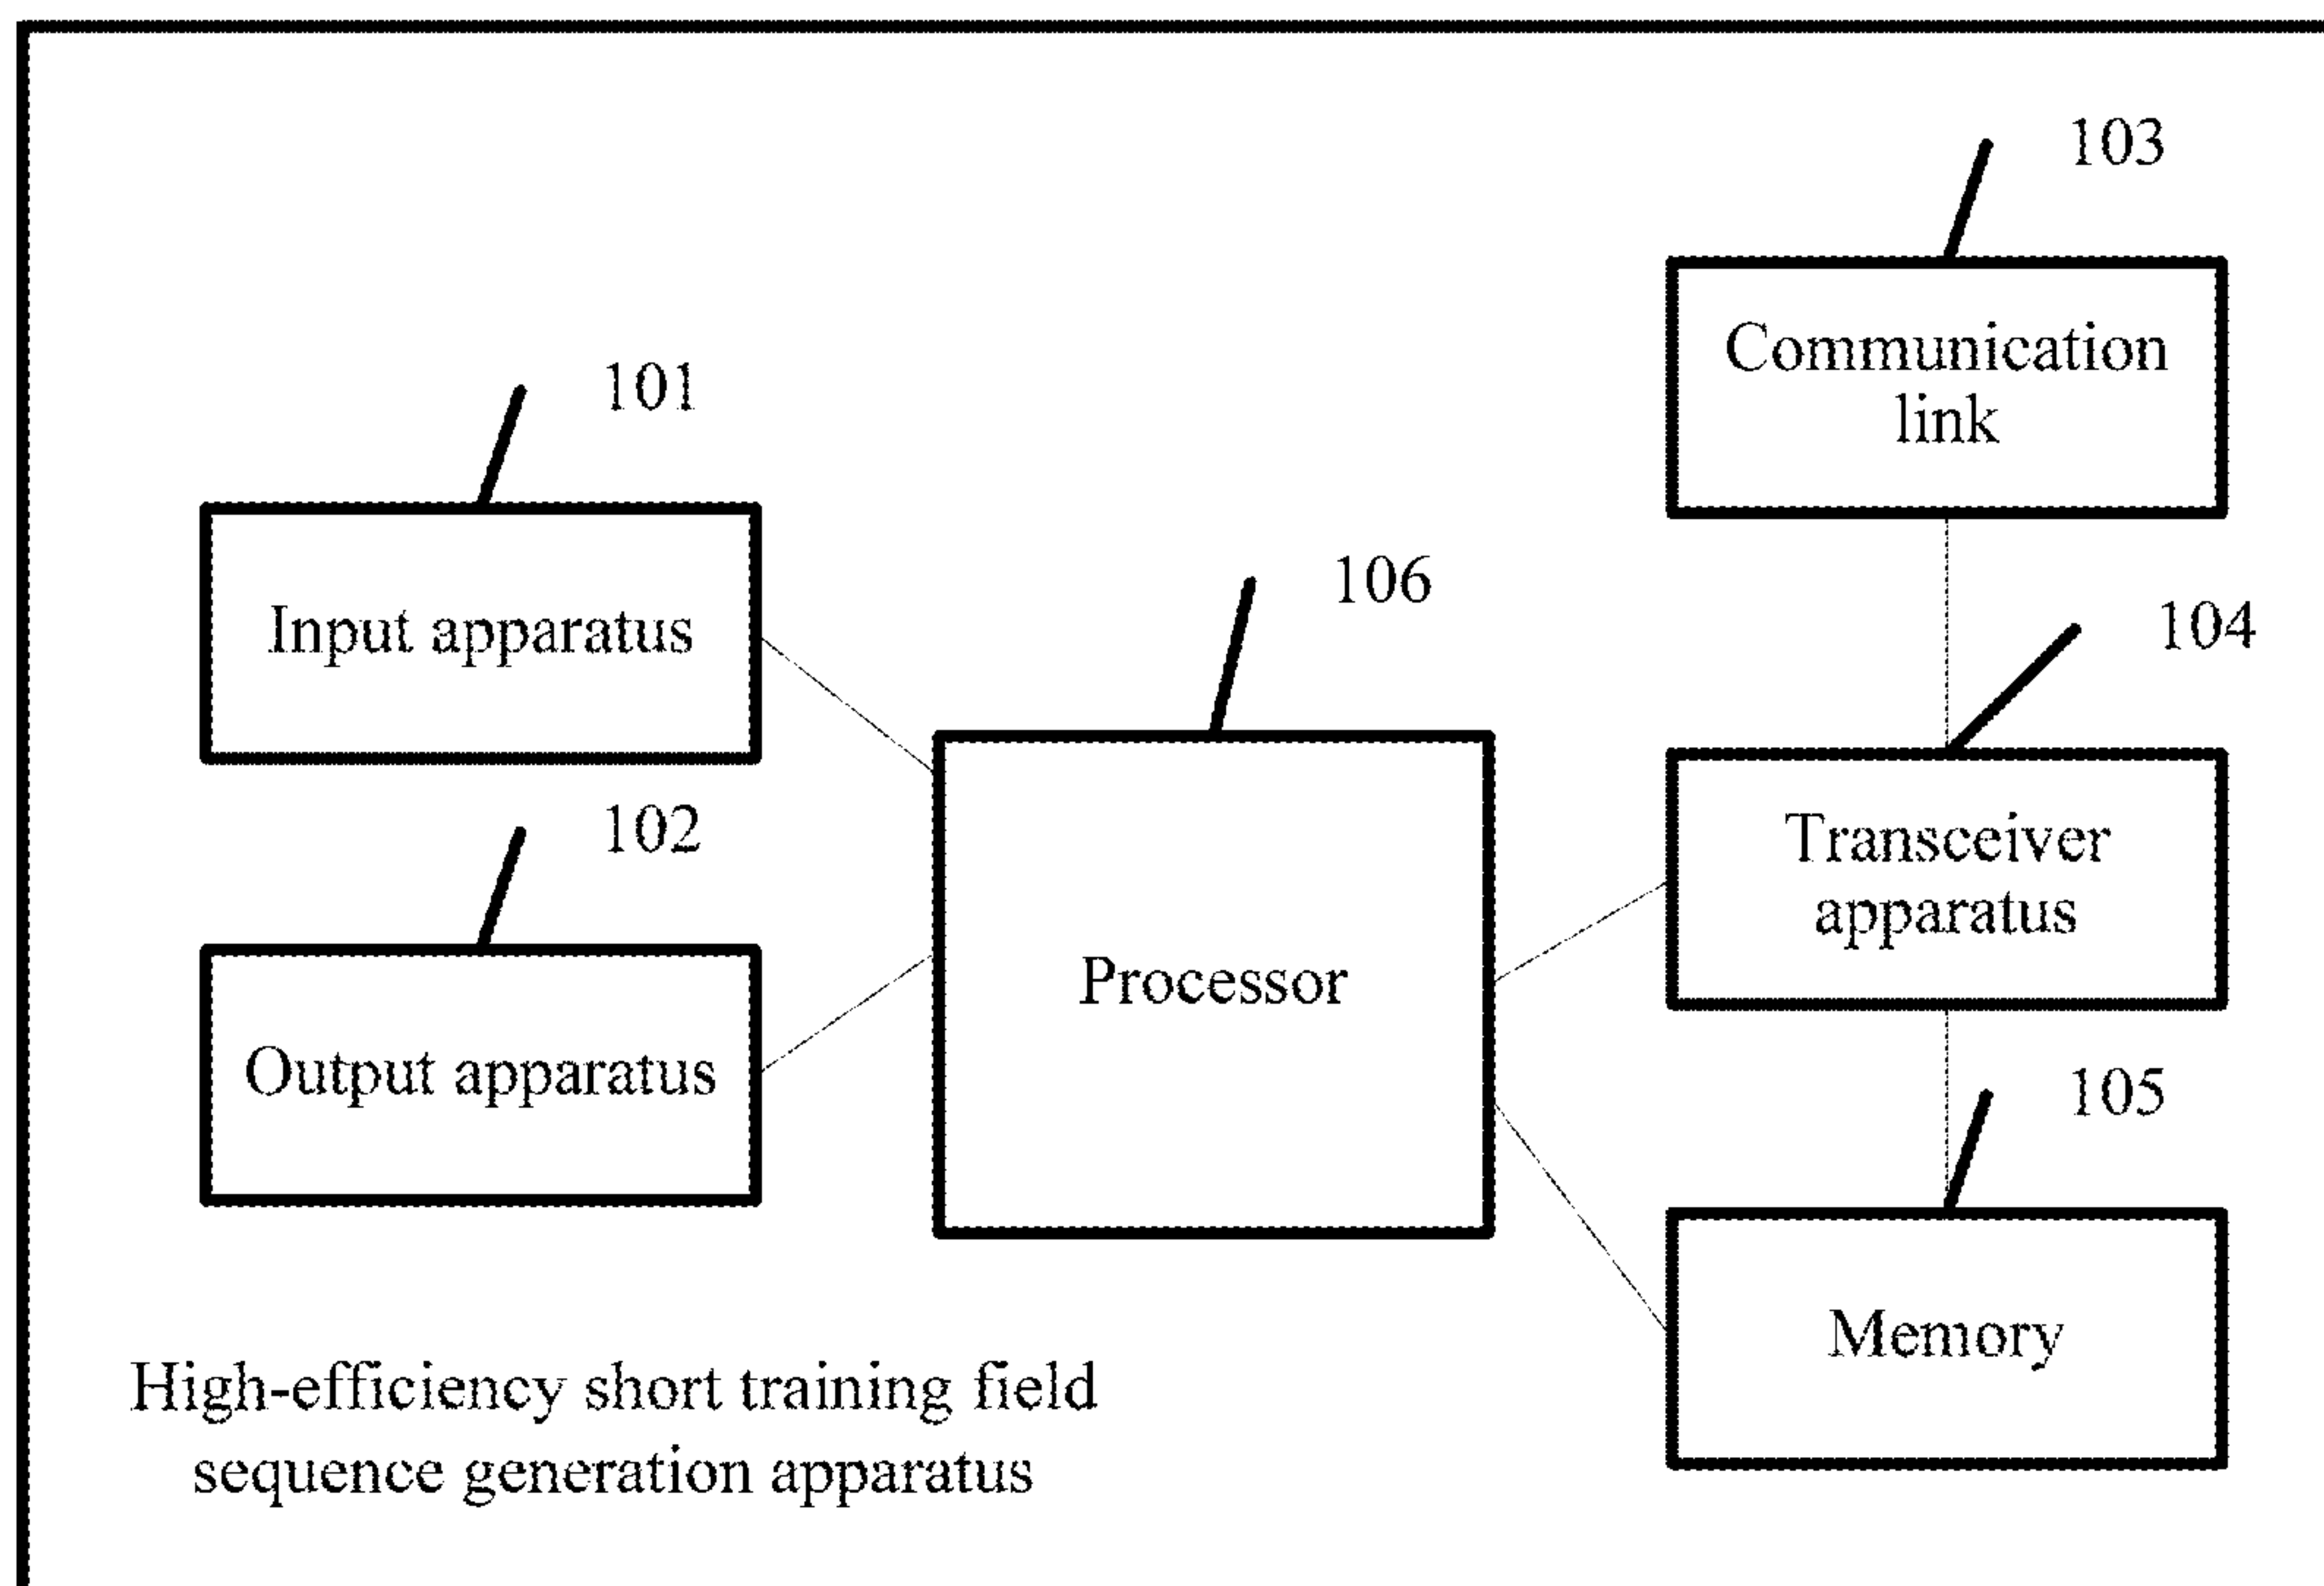 103
Communication
link
101
Input apparatus
106
104
Transceiver
apparatus
102
Output apparatus
Processor
105
Memory
High-efficiency short training field
sequence generation apparatus